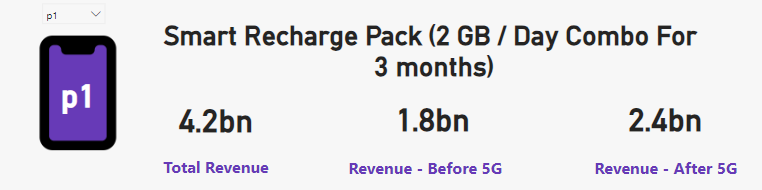 p1
p1
Smart Recharge Pack (2 GB / Day Combo For
3 months)
4.2bn
1.8bn
2.4bn
Total Revenue
Revenue - Before 5G
Revenue - After 5G